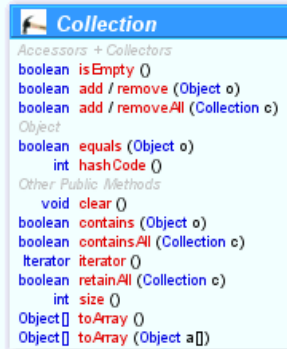 Collection
Accessors + Collectors
boolean isEmpty ()
boolean add / remove (Object o)
boolean add / removeAll (Collection c)
Object
boolean equals (Object o)
int hashCode ()
Other Public Methods
void clear ()
boolean contains (Object o)
boolean containsAll (Collection c)
Iterator iterator ()
boolean retainAll (Collection c)
int size ()
Object[] toArray ()
Object[] toArray (Object a[])